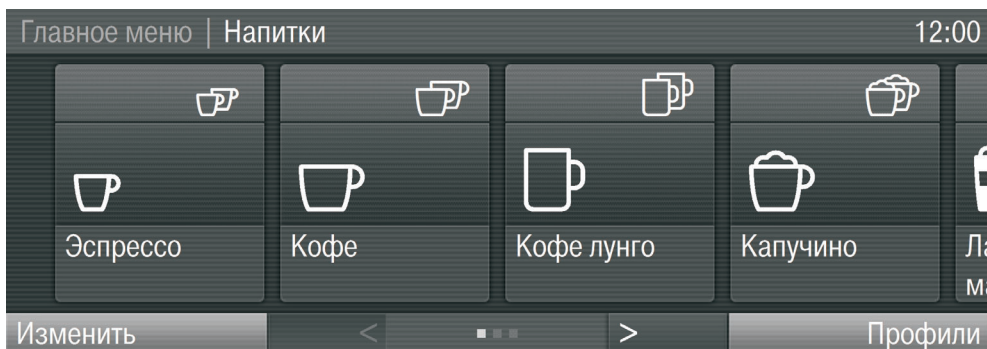 Главное меню | Напитки 12:00
Эспрессо Кофе Кофе лунго Капучино
Изменить < > Профили